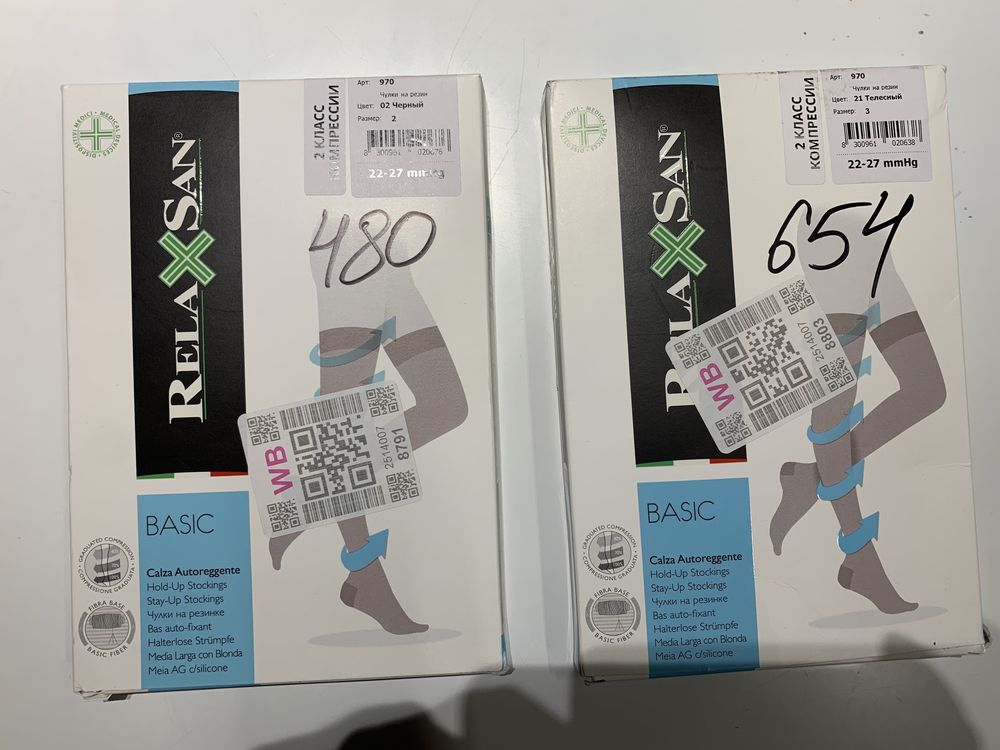 Арт: 970
Чулки на резин
Цвет: 02 Черный
Размер: 2
2 КЛАСС
КОМПРЕССИИ
8 300961 020676
22-27 mmHg
DISPOSITIVI MEDICI • MEDICAL DEVICES
RELAXSAN®
480
WB
2514007
8791
BASIC
GRADUATED COMPRESSION
COMPRESSIONE GRADUATA
FIBRA BASE
BASIC FIBER
Calza Autoreggente
Hold-Up Stockings
Stay-Up Stockings
Чулки на резинке
Bas auto-fixant
Halterlose Strümpfe
Media Larga con Blonda
Meia AG c/silicone
Арт: 970
Чулки на резин
Цвет: 21 Телесный
Размер: 3
2 КЛАСС
КОМПРЕССИИ
8 300961 020638
22-27 mmHg
RELAXSAN®
654
WB
2514007
8803
BASIC
GRADUATED COMPRESSION
COMPRESSIONE GRADUATA
FIBRA BASE
BASIC FIBER
Calza Autoreggente
Hold-Up Stockings
Stay-Up Stockings
Чулки на резинке
Bas auto-fixant
Halterlose Strümpfe
Media Larga con Blonda
Meia AG c/silicone